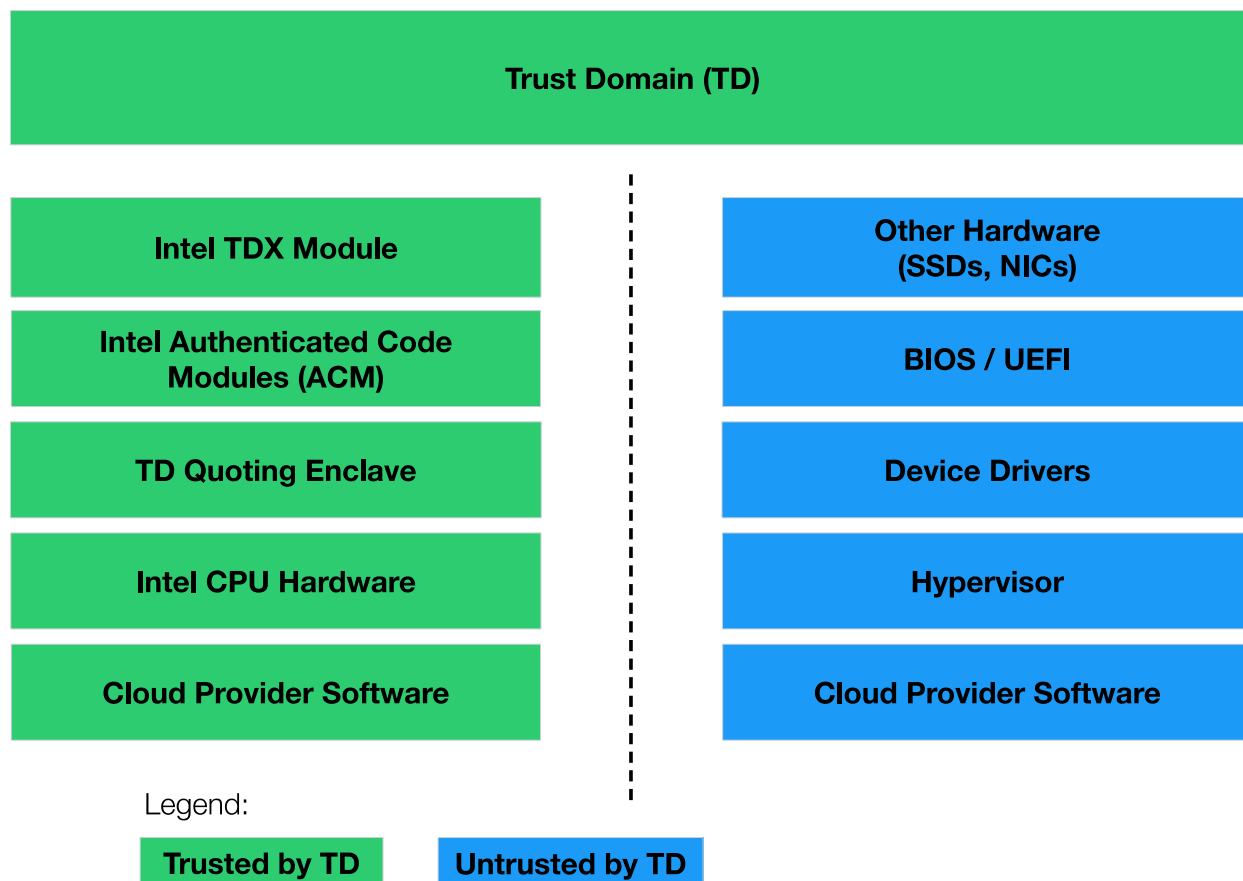 Trust Domain (TD)
Intel TDX Module
Intel Authenticated Code
Modules (ACM)
TD Quoting Enclave
Intel CPU Hardware
Cloud Provider Software
Other Hardware
(SSDs, NICs)
BIOS / UEFI
Device Drivers
Hypervisor
Cloud Provider Software
Legend:
Trusted by TD
Untrusted by TD